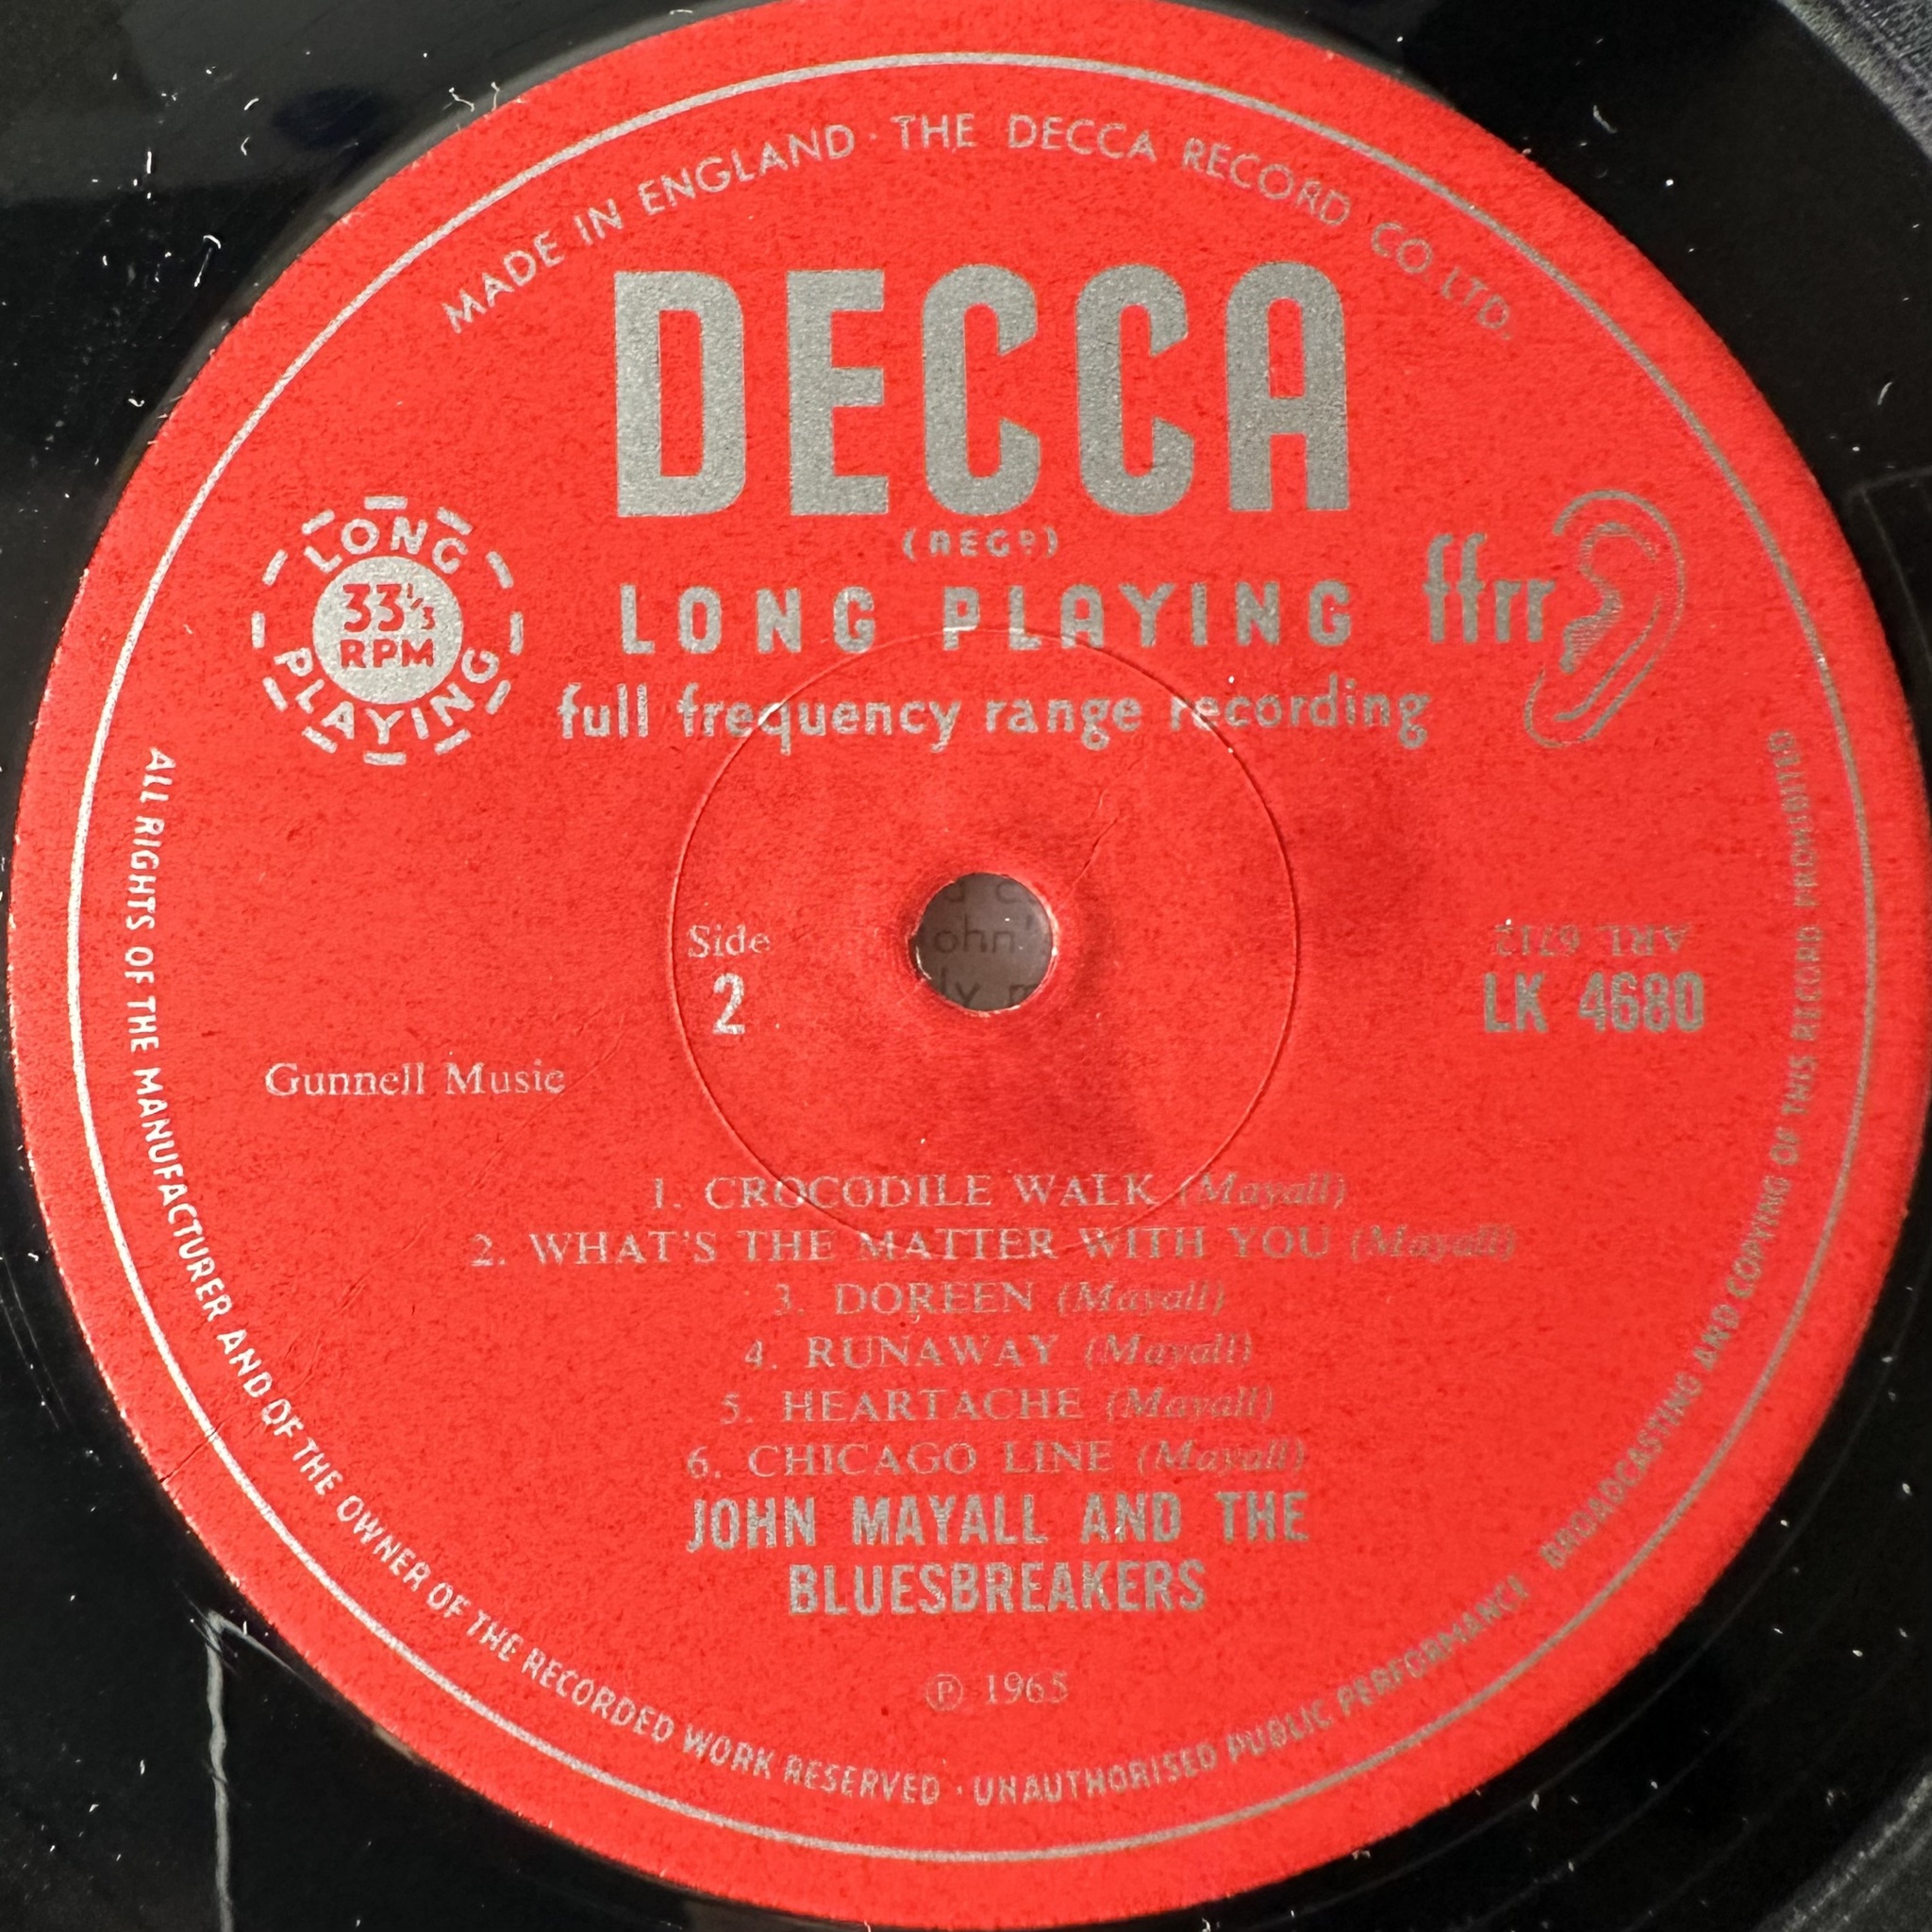 MADE IN ENGLAND · THE DECCA RECORD CO. LTD.
DECCA
(REGD)
LONG PLAYING
33⅓
RPM
LONG PLAYING
ffrr
full frequency range recording
Side
2
ARL 6712
LK 4680
Gunnell Music
1. CROCODILE WALK (Mayall)
2. WHAT'S THE MATTER WITH YOU (Mayall)
3. DOREEN (Mayall)
4. RUNAWAY (Mayall)
5. HEARTACHE (Mayall)
6. CHICAGO LINE (Mayall)
JOHN MAYALL AND THE
BLUESBREAKERS
℗ 1965
ALL RIGHTS OF THE MANUFACTURER AND OF THE OWNER OF THE RECORDED WORK RESERVED · UNAUTHORISED PUBLIC PERFORMANCE · BROADCASTING AND COPYING OF THIS RECORD PROHIBITED